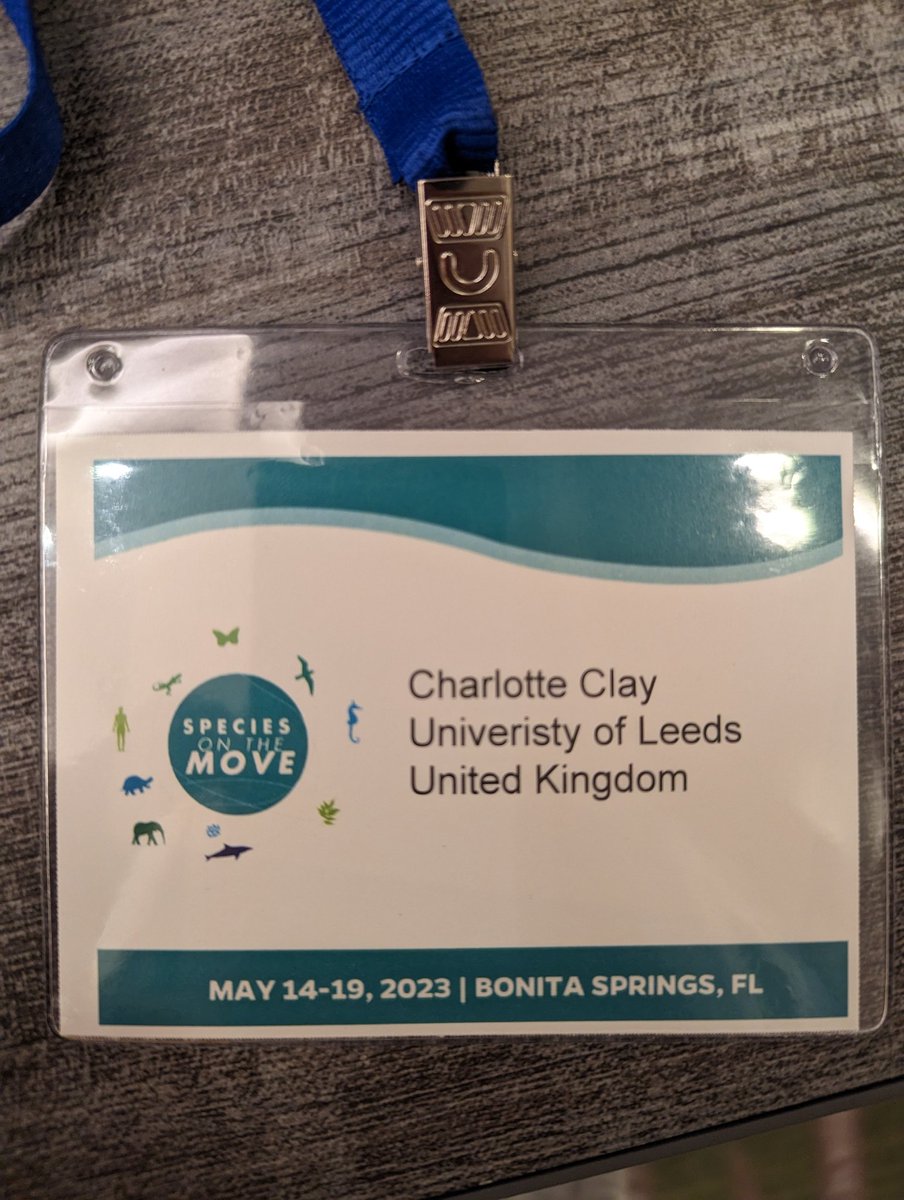 SPECIES
ON THE
MOVE
Charlotte Clay
Univeristy of Leeds
United Kingdom
MAY 14-19, 2023 | BONITA SPRINGS, FL